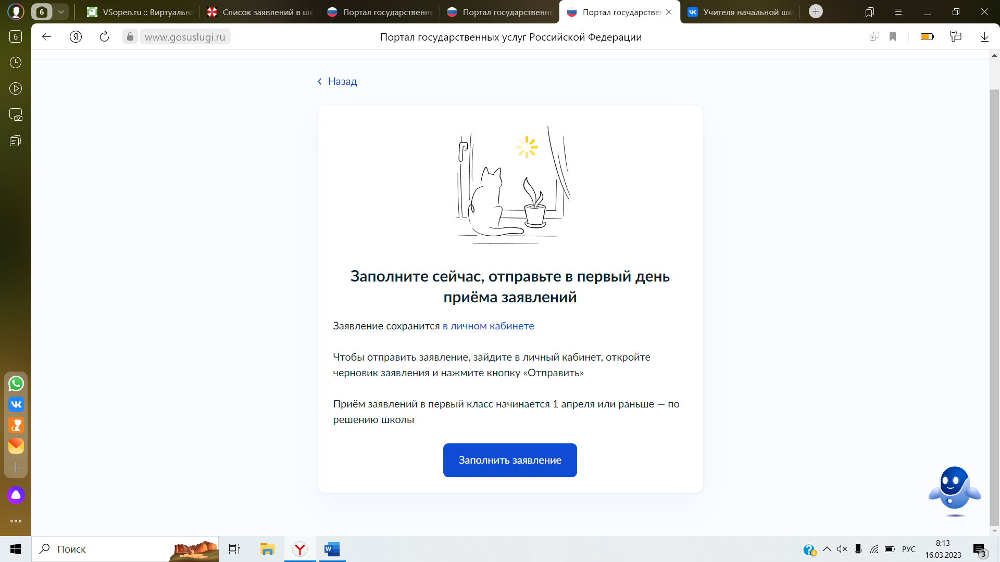 6
VSopen.ru :: Виртуальна
Список заявлений в шк
Портал государственнь
Портал государственнь
Портал государствен
Учителя начальной шк
6
www.gosuslugi.ru
Портал государственных услуг Российской Федерации
Назад
Заполните сейчас, отправьте в первый день
приёма заявлений
Заявление сохранится в личном кабинете
Чтобы отправить заявление, зайдите в личный кабинет, откройте
черновик заявления и нажмите кнопку «Отправить»
Приём заявлений в первый класс начинается 1 апреля или раньше — по
решению школы
Заполнить заявление
Поиск
РУС
8:13
16.03.2023
3